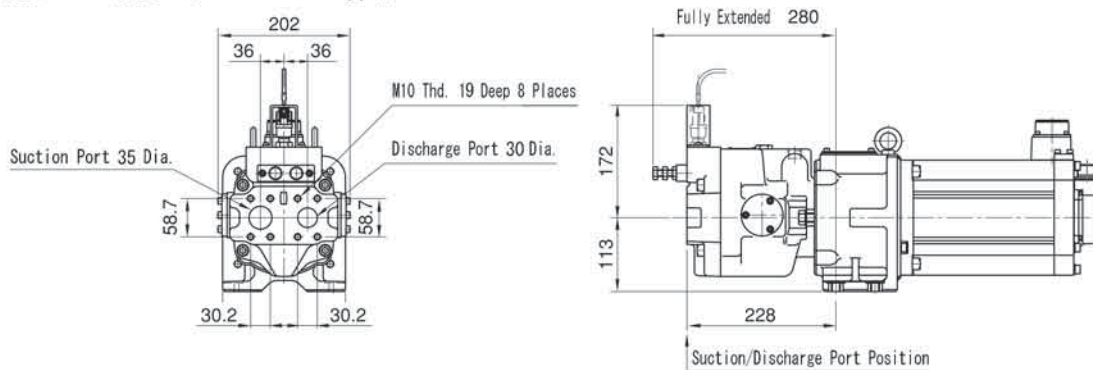 202
36 36
M10 Thd. 19 Deep 8 Places
Suction Port 35 Dia.
Discharge Port 30 Dia.
58.7
58.7
30.2 30.2
Fully Extended 280
172
113
228
Suction/Discharge Port Position